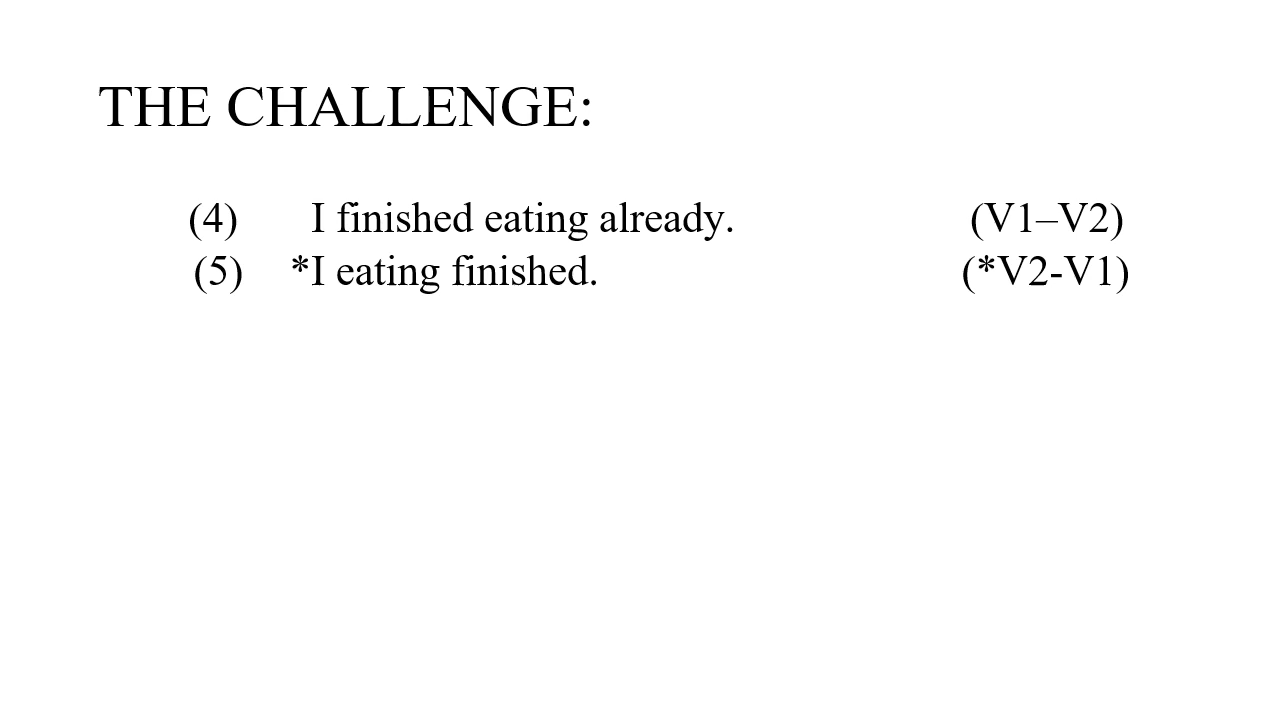 THE CHALLENGE:
(4) I finished eating already. (V1–V2)
(5) *I eating finished. (*V2-V1)